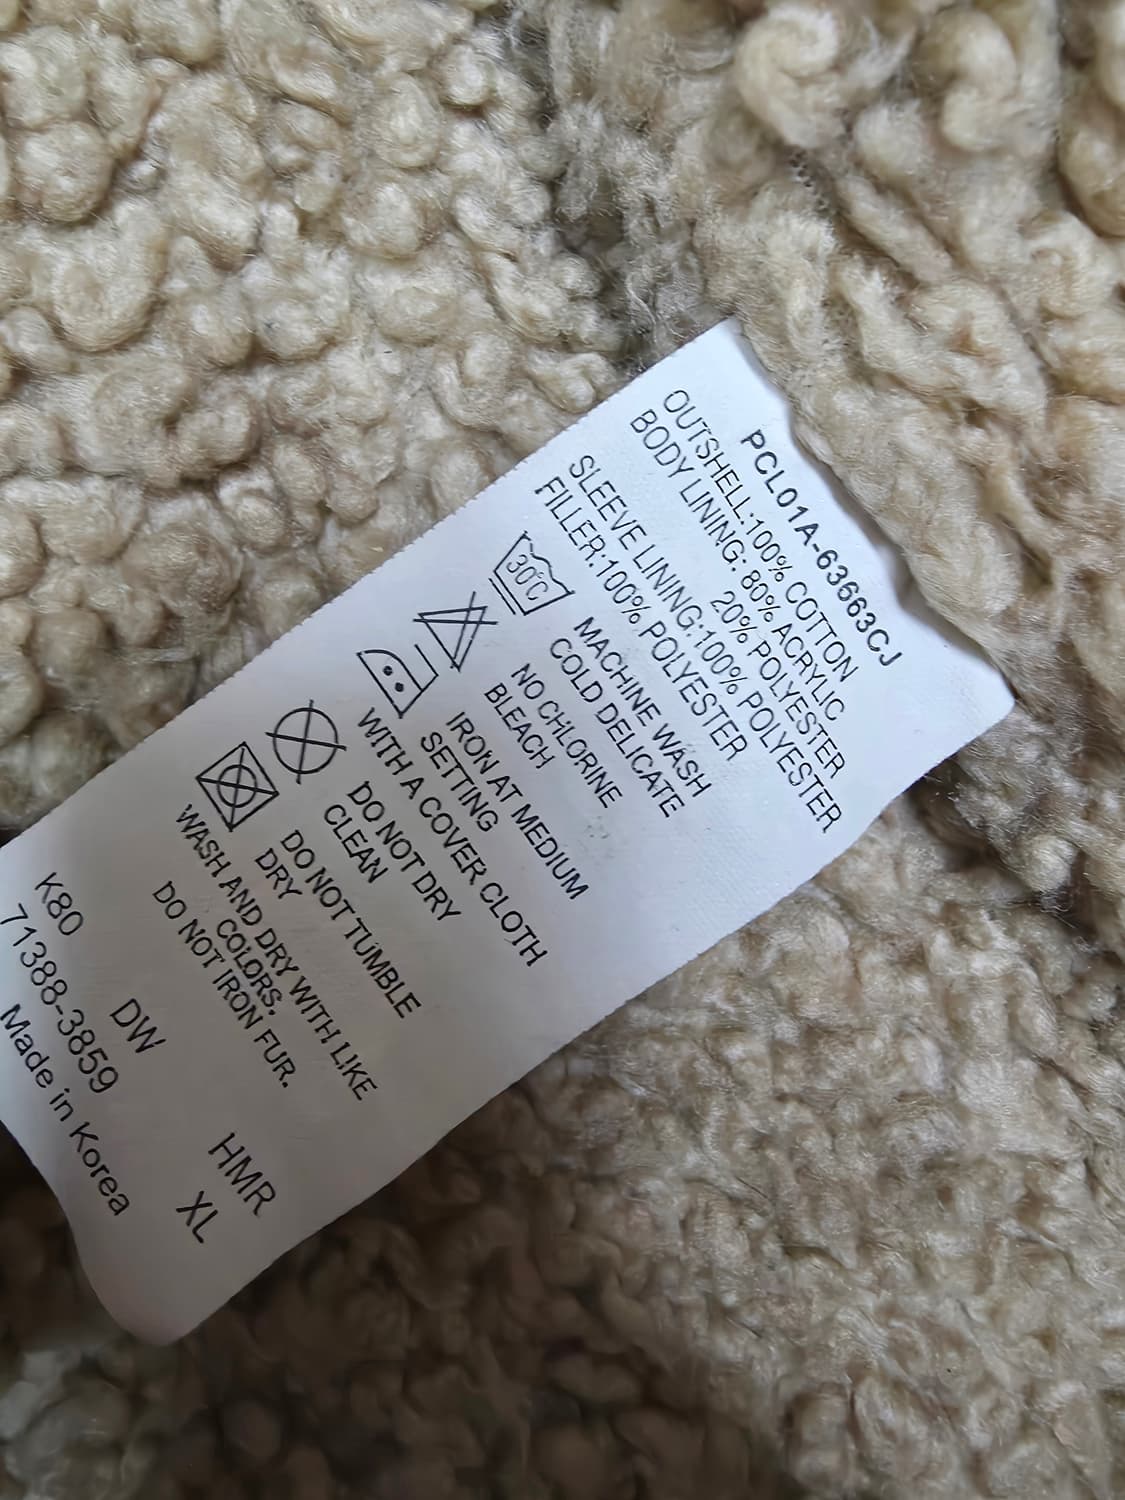 PCL01A-63663CJ
OUTSHELL:100% COTTON
BODY LINING: 80% ACRYLIC
20% POLYESTER
SLEEVE LINING:100% POLYESTER
FILLER:100% POLYESTER
30°C
MACHINE WASH
COLD DELICATE
NO CHLORINE
BLEACH
IRON AT MEDIUM
SETTING
WITH A COVER CLOTH
DO NOT DRY
CLEAN
DO NOT TUMBLE
DRY
WASH AND DRY WITH LIKE
COLORS.
DO NOT IRON FUR.
K80 DW HMR
71388-3859 XL
Made in Korea